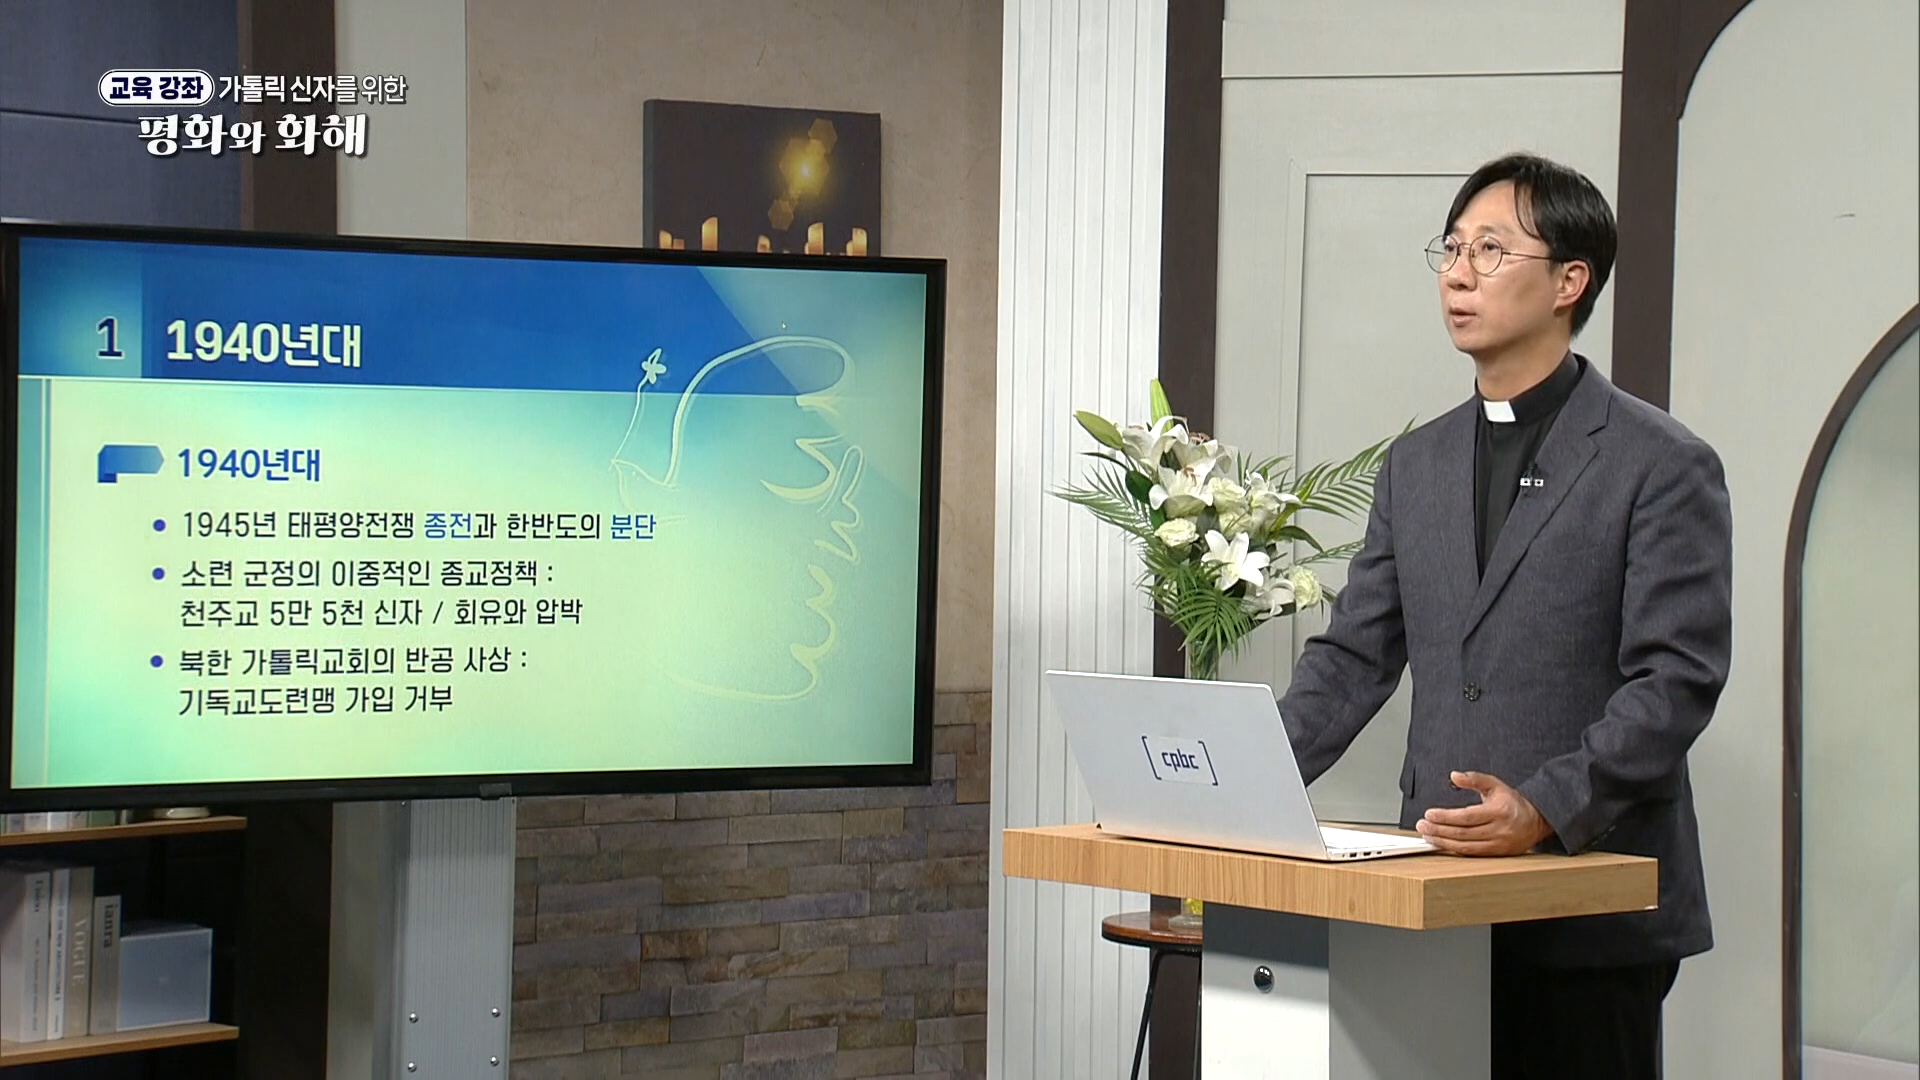 교육 강좌 가톨릭 신자를 위한
평화와 화해
1 1940년대
1940년대
• 1945년 태평양전쟁 종전과 한반도의 분단
• 소련 군정의 이중적인 종교정책 :
천주교 5만 5천 신자 / 회유와 압박
• 북한 가톨릭교회의 반공 사상 :
기독교도련맹 가입 거부
[cpbc]
VOGUE